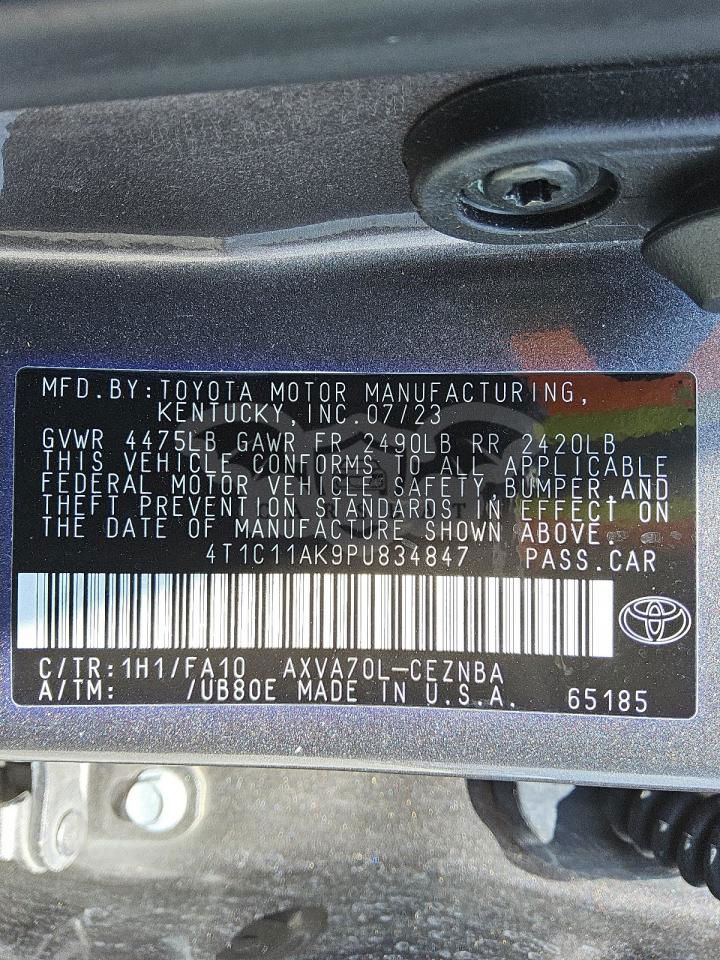 MFD.BY:TOYOTA MOTOR MANUFACTURING,
KENTUCKY,INC.07/23
GVWR 4475LB GAWR FR 2490LB RR 2420LB
THIS VEHICLE CONFORMS TO ALL APPLICABLE
FEDERAL MOTOR VEHICLE SAFETY,BUMPER,AND
THEFT PREVENTION STANDARDS IN EFFECT ON
THE DATE OF MANUFACTURE SHOWN ABOVE.
4T1C11AK9PU834847 PASS.CAR
C/TR:1H1/FA10 AXVA70L-CEZNBA
A/TM: /UB80E MADE IN U.S.A. 65185